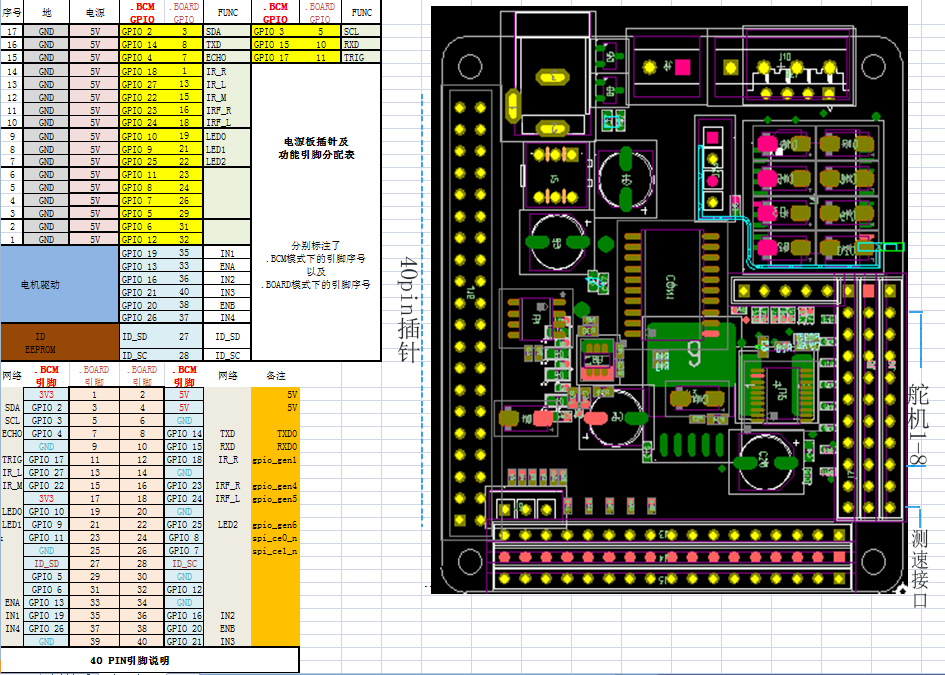 序号 地 电源 .BCM GPIO .BOARD GPIO FUNC .BCM GPIO .BOARD GPIO FUNC
17 GND 5V GPIO 2 3 SDA GPIO 3 5 SCL
16 GND 5V GPIO 14 8 TXD GPIO 15 10 RXD
15 GND 5V GPIO 4 7 ECHO GPIO 17 11 TRIG
14 GND 5V GPIO 18 1 IR_R
13 GND 5V GPIO 27 13 IR_L
12 GND 5V GPIO 22 15 IR_M
11 GND 5V GPIO 23 16 IRF_R
10 GND 5V GPIO 24 18 IRF_L
9 GND 5V GPIO 10 19 LED0
8 GND 5V GPIO 9 21 LED1
7 GND 5V GPIO 25 22 LED2
6 GND 5V GPIO 11 23
5 GND 5V GPIO 8 24
4 GND 5V GPIO 7 26
3 GND 5V GPIO 5 29
2 GND 5V GPIO 6 31
1 GND 5V GPIO 12 32
电源板插针及
功能引脚分配表
分别标注了
.BCM模式下的引脚序号
以及
.BOARD模式下的引脚序号
电机驱动
GPIO 19 35 IN1
GPIO 13 33 ENA
GPIO 16 36 IN2
GPIO 21 40 IN3
GPIO 20 38 ENB
GPIO 26 37 IN4
ID
EEPROM
ID_SD 27 ID_SD
ID_SC 28 ID_SC
网络 .BCM 引脚 .BOARD 引脚 .BOARD 引脚 .BCM 引脚 网络 备注
3V3 1 2 5V 5V
SDA GPIO 2 3 4 5V 5V
SCL GPIO 3 5 6 GND
ECHO GPIO 4 7 8 GPIO 14 TXD TXD0
GND 9 10 GPIO 15 RXD RXD0
TRIG GPIO 17 11 12 GPIO 18 IR_R gpio_gen1
IR_L GPIO 27 13 14 GND
IR_M GPIO 22 15 16 GPIO 23 IRF_R gpio_gen4
3V3 17 18 GPIO 24 IRF_L gpio_gen5
LED0 GPIO 10 19 20 GND
LED1 GPIO 9 21 22 GPIO 25 LED2 gpio_gen6
GPIO 11 23 24 GPIO 8 spi_ce0_n
GND 25 26 GPIO 7 spi_ce1_n
ID_SD 27 28 ID_SC
GPIO 5 29 30 GND
GPIO 6 31 32 GPIO 12
ENA GPIO 13 33 34 GND
IN1 GPIO 19 35 36 GPIO 16 IN2
IN4 GPIO 26 37 38 GPIO 20 ENB
GND 39 40 GPIO 21 IN3
40 PIN引脚说明
40pin插针
9
舵机1-8
测速接口